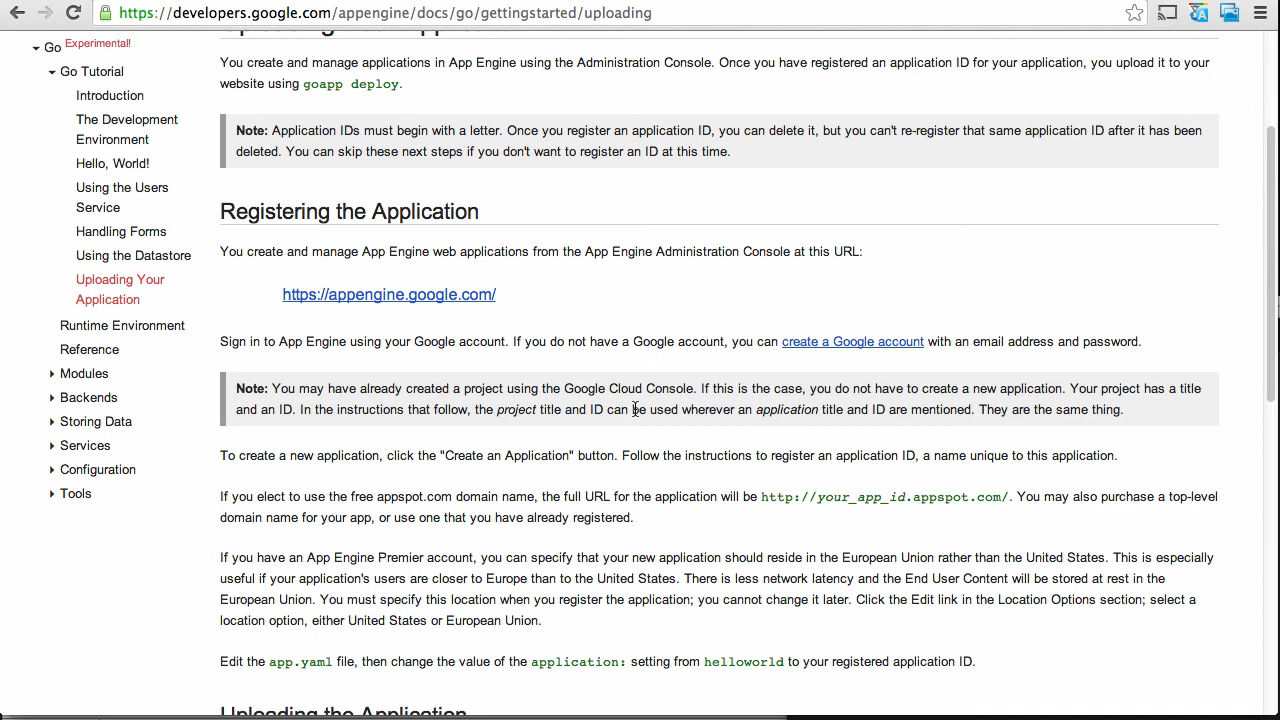 https://developers.google.com/appengine/docs/go/gettingstarted/uploading
Go Experimental!
Go Tutorial
Introduction
The Development
Environment
Hello, World!
Using the Users
Service
Handling Forms
Using the Datastore
Uploading Your
Application
Runtime Environment
Reference
Modules
Backends
Storing Data
Services
Configuration
Tools
You create and manage applications in App Engine using the Administration Console. Once you have registered an application ID for your application, you upload it to your
website using goapp deploy.
Note: Application IDs must begin with a letter. Once you register an application ID, you can delete it, but you can't re-register that same application ID after it has been
deleted. You can skip these next steps if you don't want to register an ID at this time.
Registering the Application
You create and manage App Engine web applications from the App Engine Administration Console at this URL:
https://appengine.google.com/
Sign in to App Engine using your Google account. If you do not have a Google account, you can create a Google account with an email address and password.
Note: You may have already created a project using the Google Cloud Console. If this is the case, you do not have to create a new application. Your project has a title
and an ID. In the instructions that follow, the project title and ID can be used wherever an application title and ID are mentioned. They are the same thing.
To create a new application, click the "Create an Application" button. Follow the instructions to register an application ID, a name unique to this application.
If you elect to use the free appspot.com domain name, the full URL for the application will be http://your_app_id.appspot.com/. You may also purchase a top-level
domain name for your app, or use one that you have already registered.
If you have an App Engine Premier account, you can specify that your new application should reside in the European Union rather than the United States. This is especially
useful if your application's users are closer to Europe than to the United States. There is less network latency and the End User Content will be stored at rest in the
European Union. You must specify this location when you register the application; you cannot change it later. Click the Edit link in the Location Options section; select a
location option, either United States or European Union.
Edit the app.yaml file, then change the value of the application: setting from helloworld to your registered application ID.
Uploading the Application